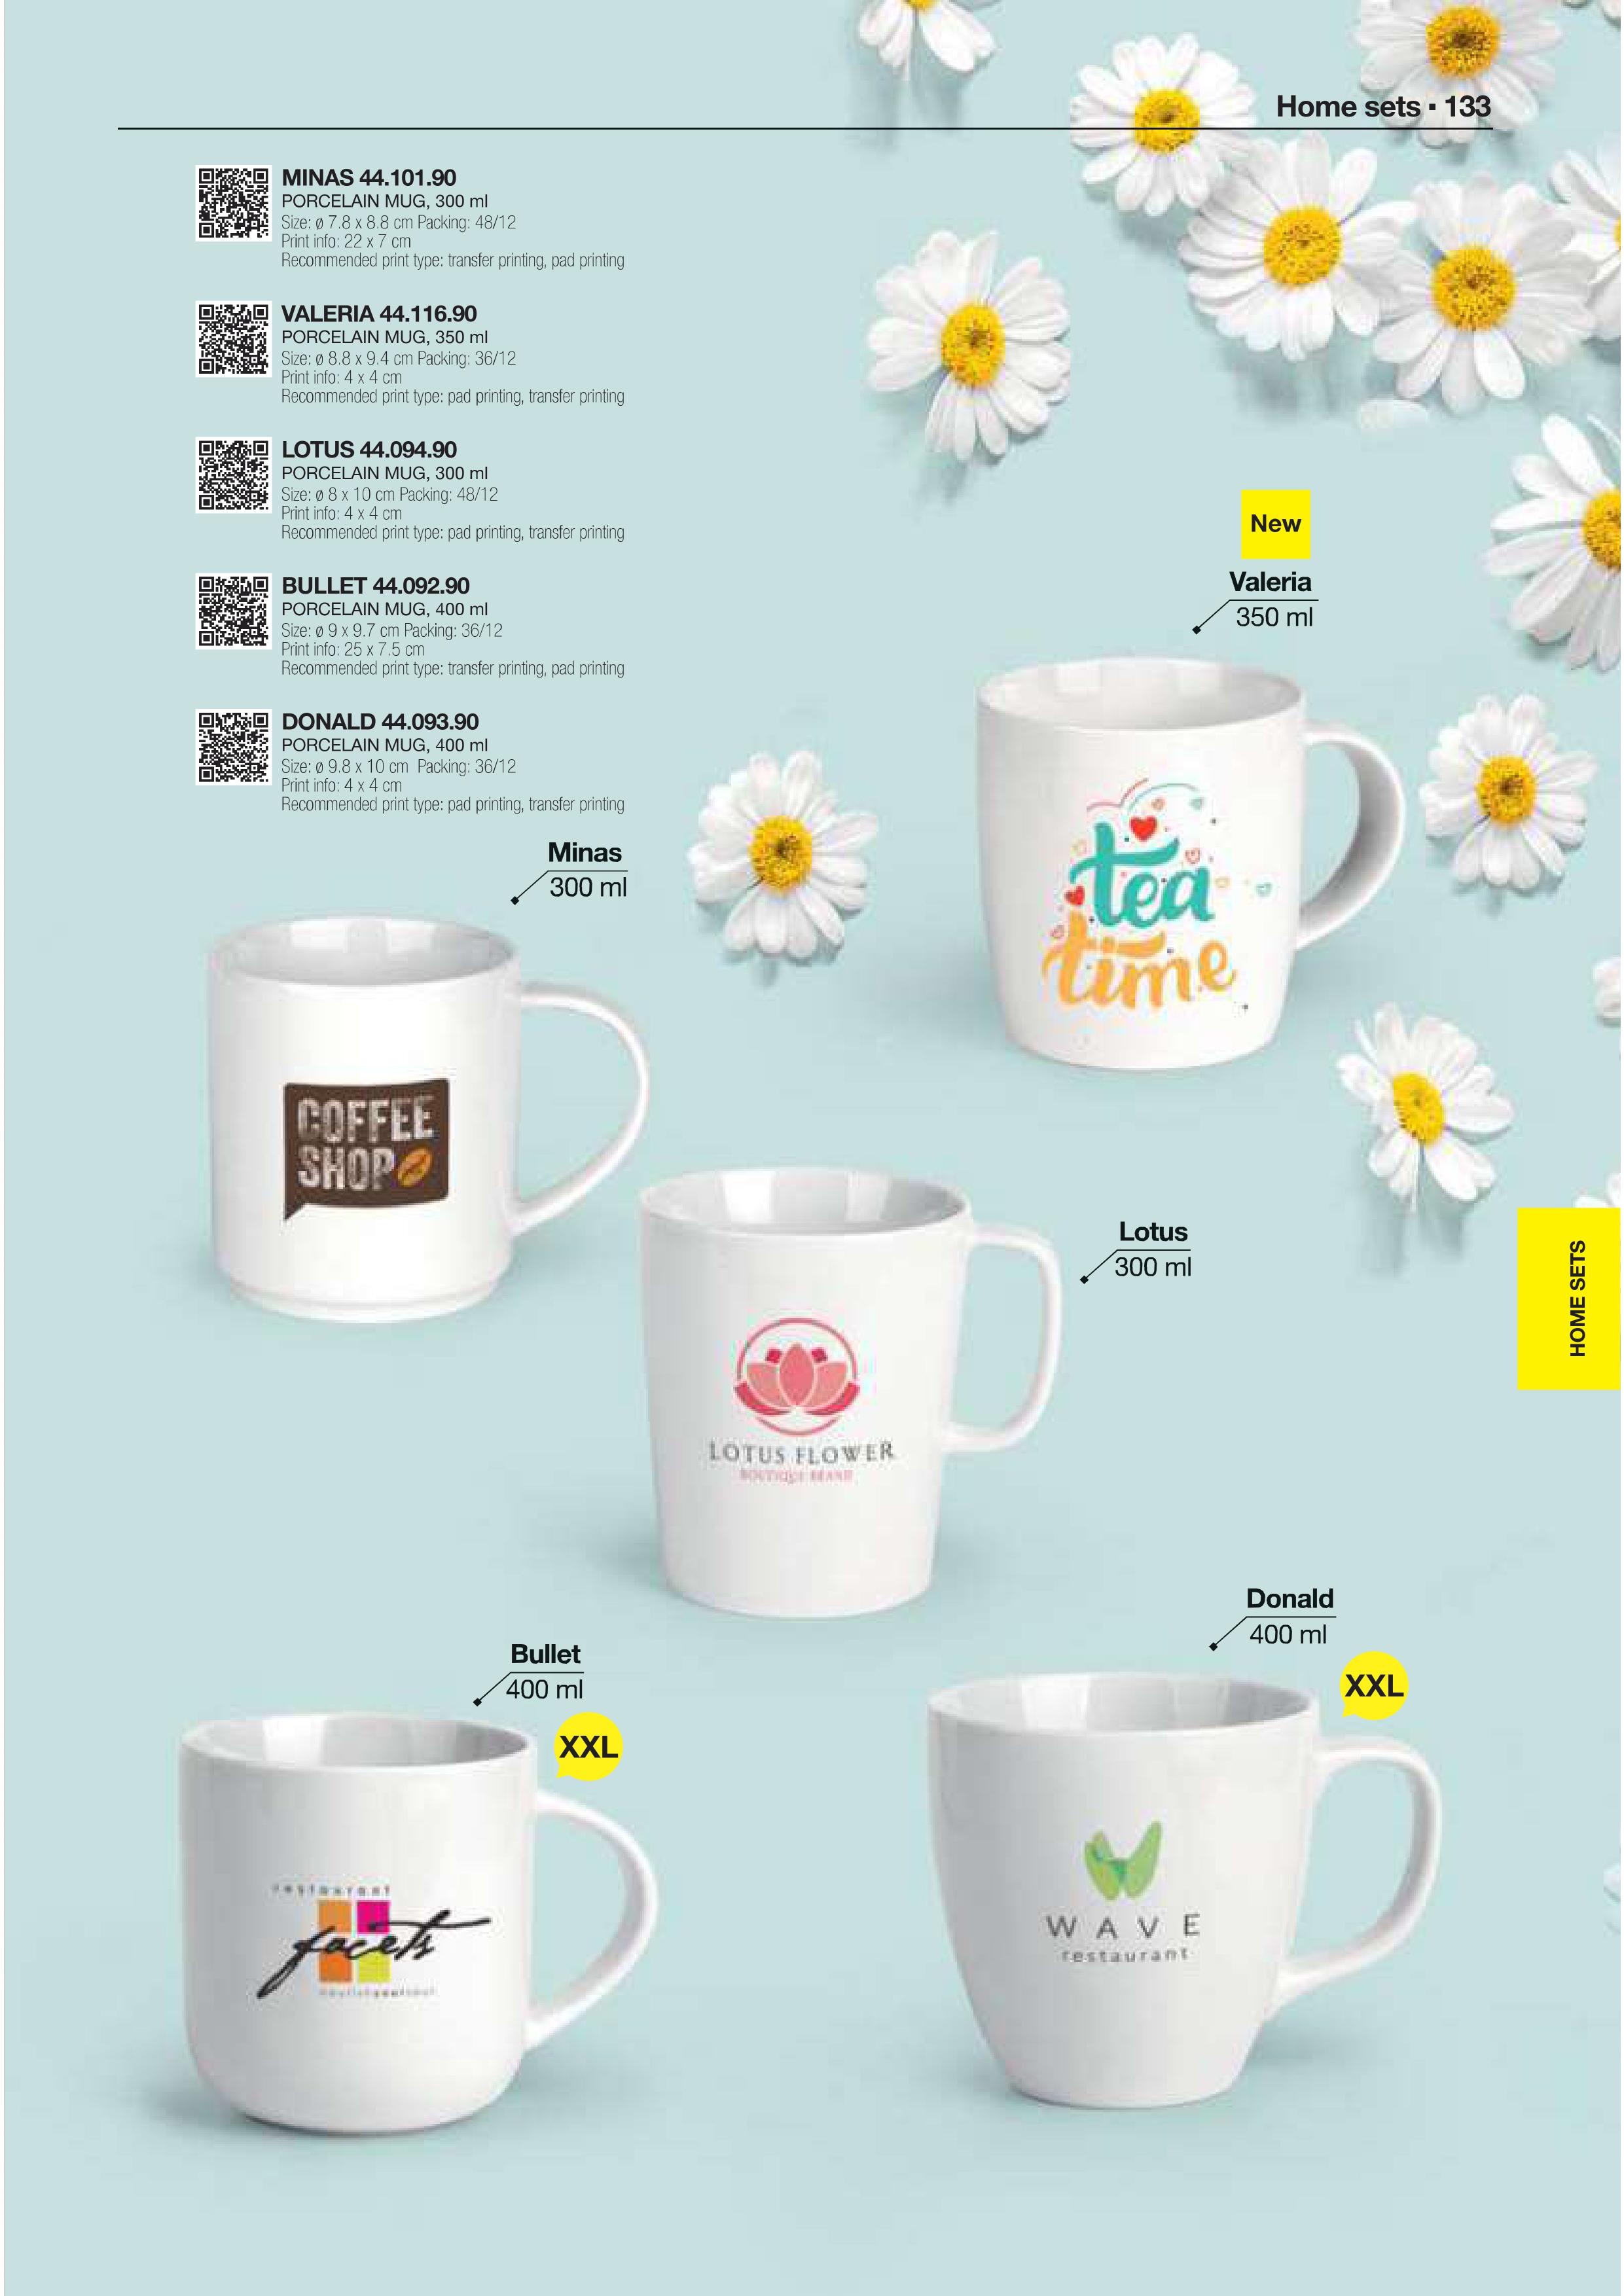 Home sets ▪ 133
MINAS 44.101.90
PORCELAIN MUG, 300 ml
Size: ø 7.8 x 8.8 cm Packing: 48/12
Print info: 22 x 7 cm
Recommended print type: transfer printing, pad printing
VALERIA 44.116.90
PORCELAIN MUG, 350 ml
Size: ø 8.8 x 9.4 cm Packing: 36/12
Print info: 4 x 4 cm
Recommended print type: pad printing, transfer printing
LOTUS 44.094.90
PORCELAIN MUG, 300 ml
Size: ø 8 x 10 cm Packing: 48/12
Print info: 4 x 4 cm
Recommended print type: pad printing, transfer printing
BULLET 44.092.90
PORCELAIN MUG, 400 ml
Size: ø 9 x 9.7 cm Packing: 36/12
Print info: 25 x 7.5 cm
Recommended print type: transfer printing, pad printing
DONALD 44.093.90
PORCELAIN MUG, 400 ml
Size: ø 9.8 x 10 cm Packing: 36/12
Print info: 4 x 4 cm
Recommended print type: pad printing, transfer printing
New
Valeria
350 ml
tea
time
Minas
300 ml
COFFEE
SHOP
Lotus
300 ml
LOTUS FLOWER
BOUTIQUE BRAND
HOME SETS
Bullet
400 ml
XXL
restaurant
facets
Donald
400 ml
XXL
WAVE
restaurant